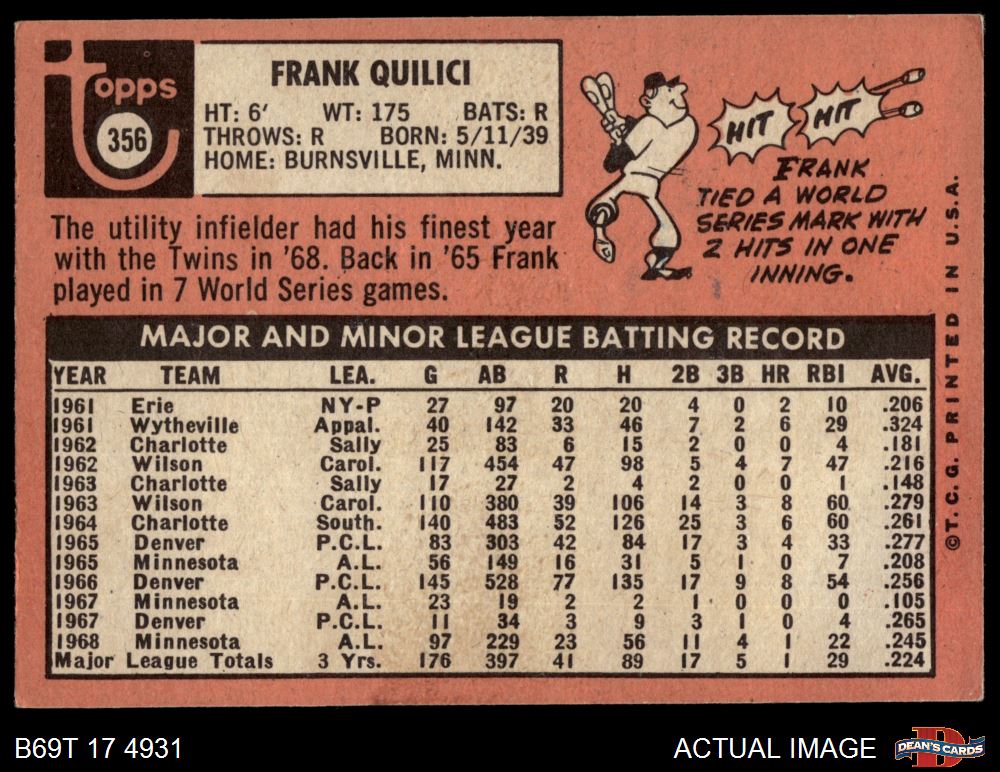 Topps
356
FRANK QUILICI
HT: 6' WT: 175 BATS: R
THROWS: R BORN: 5/11/39
HOME: BURNSVILLE, MINN.
HIT HIT
FRANK
TIED A WORLD
SERIES MARK WITH
2 HITS IN ONE
INNING.
The utility infielder had his finest year
with the Twins in '68. Back in '65 Frank
played in 7 World Series games.
MAJOR AND MINOR LEAGUE BATTING RECORD
YEAR TEAM LEA. G AB R H 2B 3B HR RBI AVG.
1961 Erie NY-P 27 97 20 20 4 0 2 10 .206
1961 Wytheville Appal. 40 142 33 46 7 2 6 29 .324
1962 Charlotte Sally 25 83 6 15 2 0 0 4 .181
1962 Wilson Carol. 117 454 47 98 5 4 7 47 .216
1963 Charlotte Sally 17 27 2 4 2 0 0 1 .148
1963 Wilson Carol. 110 380 39 106 14 3 8 60 .279
1964 Charlotte South. 140 483 52 126 25 3 6 60 .261
1965 Denver P.C.L. 83 303 42 84 17 3 4 33 .277
1965 Minnesota A.L. 56 149 16 31 5 1 0 7 .208
1966 Denver P.C.L. 145 528 77 135 17 9 8 54 .256
1967 Minnesota A.L. 23 19 2 2 1 0 0 0 .105
1967 Denver P.C.L. 11 34 3 9 3 1 0 4 .265
1968 Minnesota A.L. 97 229 23 56 11 4 1 22 .245
Major League Totals 3 Yrs. 176 397 41 89 17 5 1 29 .224
©T.C.G. PRINTED IN U.S.A.
B69T 17 4931
ACTUAL IMAGE
D
DEAN'S CARDS